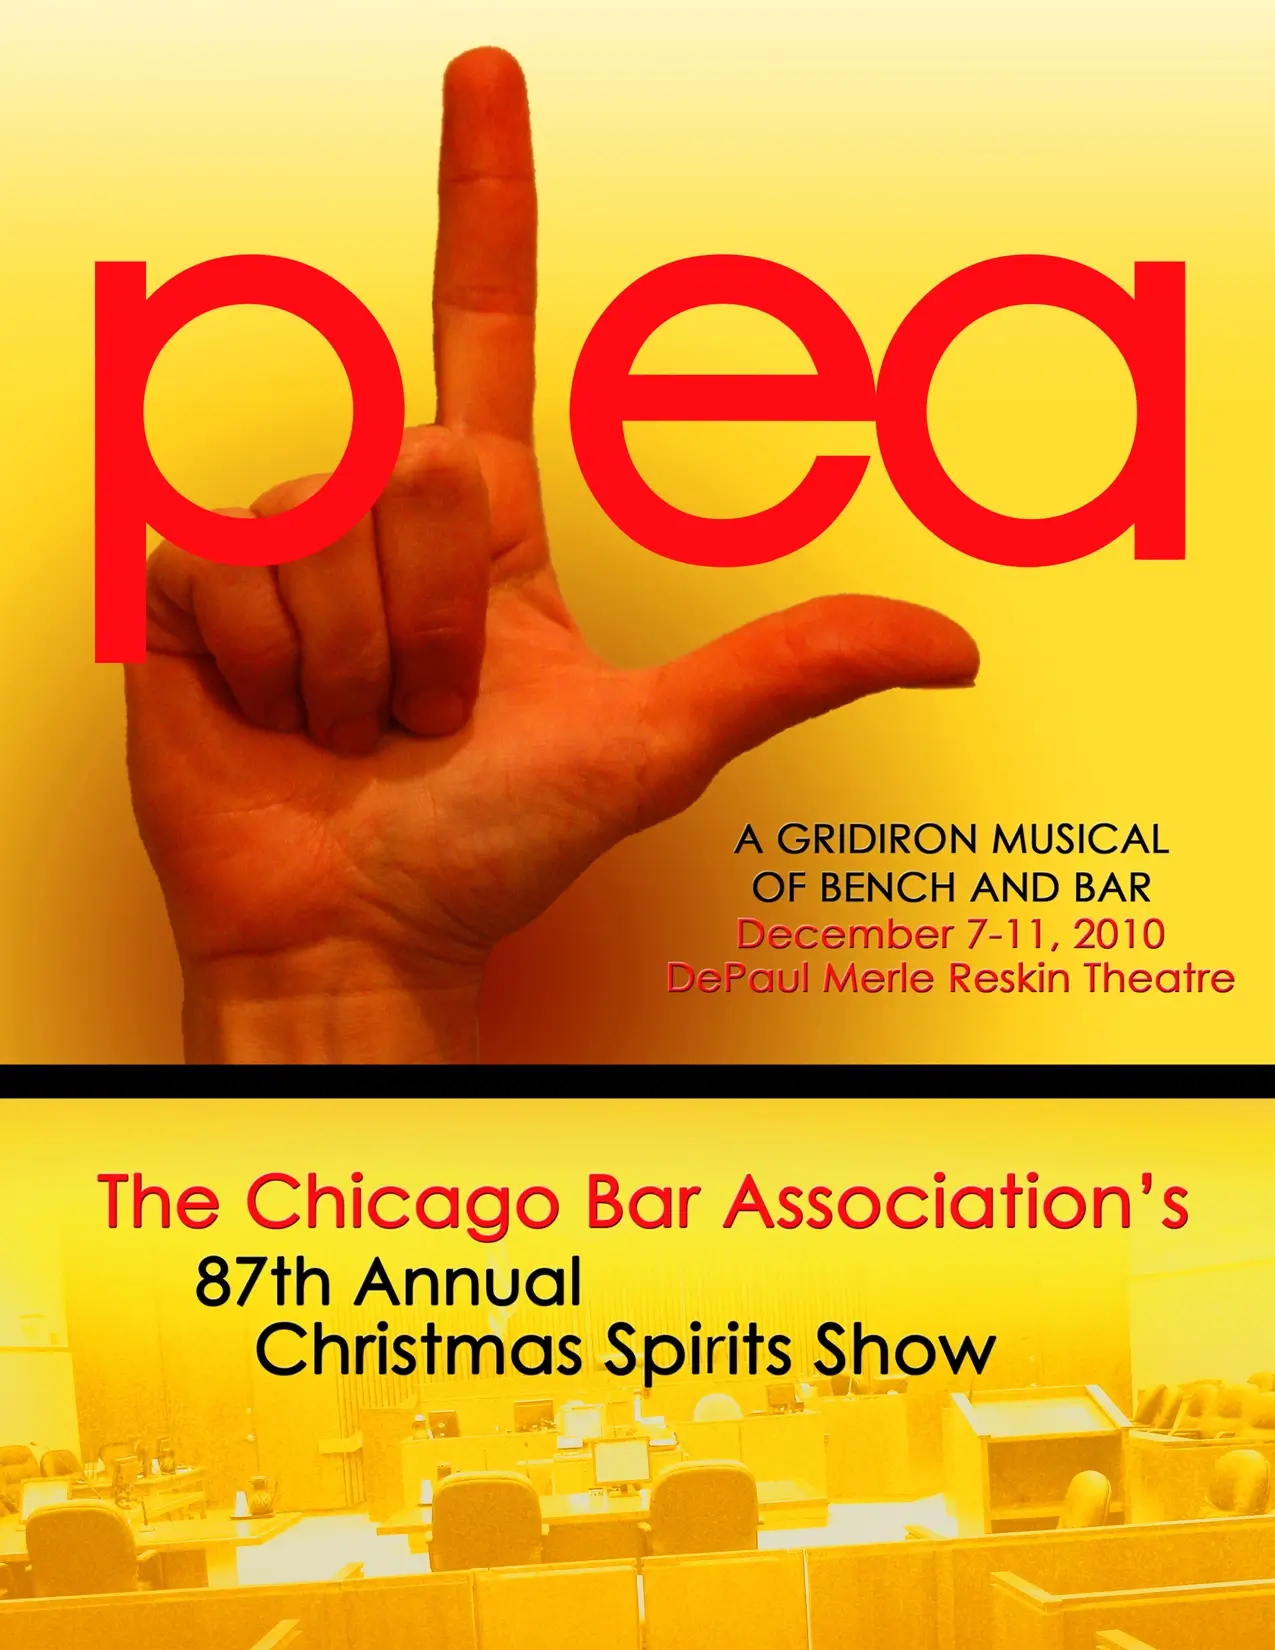 plea
A GRIDIRON MUSICAL
OF BENCH AND BAR
December 7-11, 2010
DePaul Merle Reskin Theatre
The Chicago Bar Association’s
87th Annual
Christmas Spirits Show